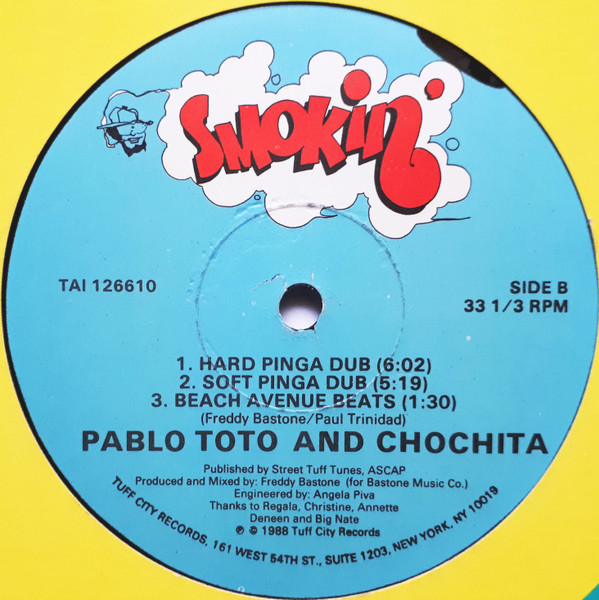 Smokin'
TAI 126610
SIDE B
33 1/3 RPM
1. HARD PINGA DUB (6:02)
2. SOFT PINGA DUB (5:19)
3. BEACH AVENUE BEATS (1:30)
(Freddy Bastone/Paul Trinidad)
PABLO TOTO AND CHOCHITA
Published by Street Tuff Tunes, ASCAP
Produced and Mixed by: Freddy Bastone (for Bastone Music Co.)
Engineered by: Angela Piva
Thanks to Regala, Christine, Annette
Deneen and Big Nate
℗ © 1988 Tuff City Records
TUFF CITY RECORDS, 161 WEST 54TH ST., SUITE 1203, NEW YORK, NY 10019